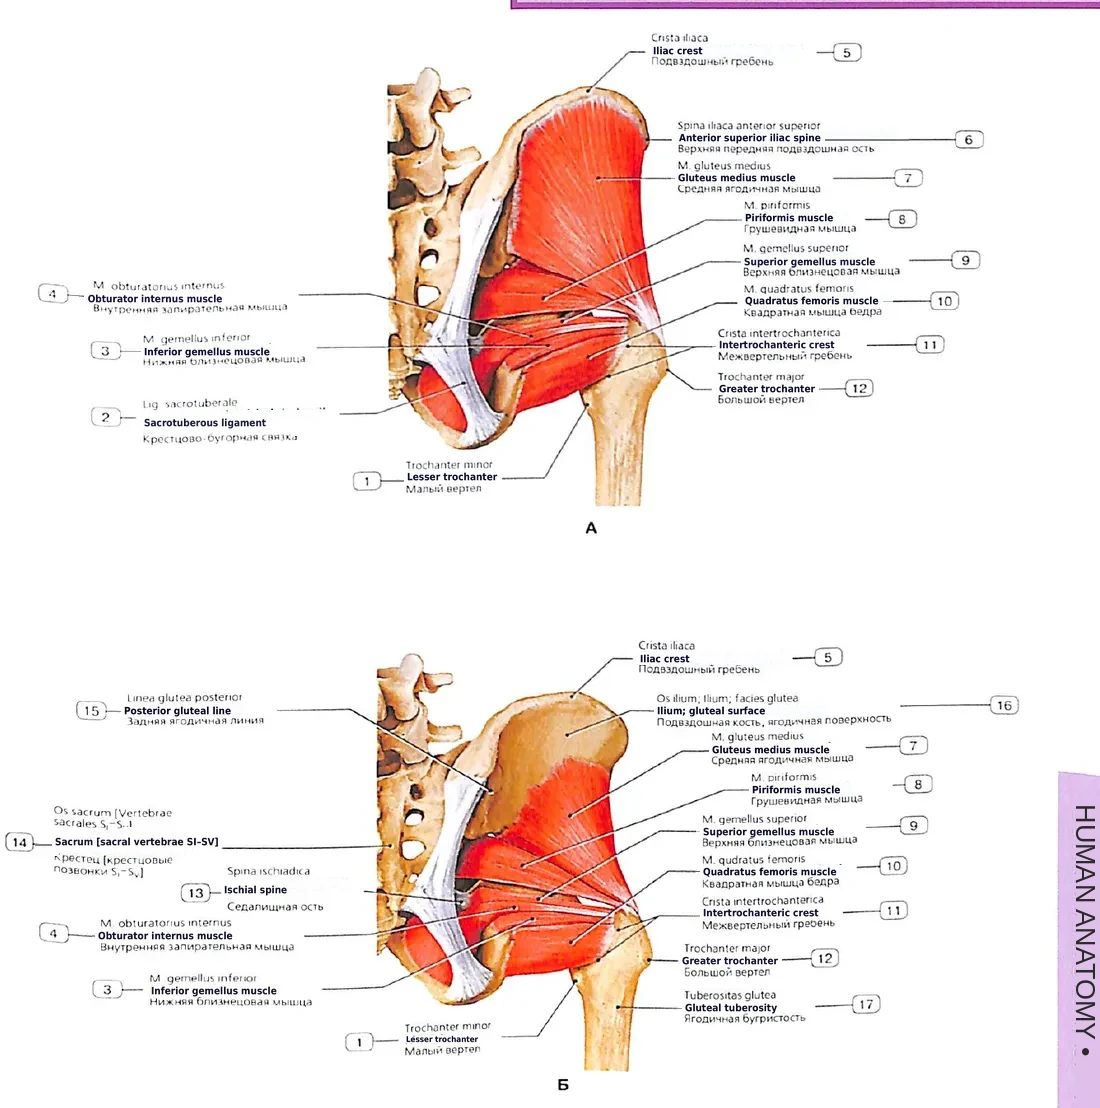 Crista iliaca
Iliac crest
5
Подвздошный гребень
Spina iliaca anterior superior
Anterior superior iliac spine
6
Верхняя передняя подвздошная ость
M. gluteus medius
Gluteus medius muscle
7
Средняя ягодичная мышца
M. piriformis
Piriformis muscle
8
Грушевидная мышца
M. gemellus superior
Superior gemellus muscle
9
Верхняя близнецовая мышца
M. quadratus femoris
Quadratus femoris muscle
10
Квадратная мышца бедра
Crista intertrochanterica
Intertrochanteric crest
11
Межвертельный гребень
Trochanter major
Greater trochanter
12
Большой вертел
M. obturatorius internus
4
Obturator internus muscle
Внутренняя запирательная мышца
M. gemellus inferior
3
Inferior gemellus muscle
Нижняя близнецовая мышца
Lig. sacrotuberale
2
Sacrotuberous ligament
Крестцово-бугорная связка
Trochanter minor
1
Lesser trochanter
Малый вертел
А
Crista iliaca
Iliac crest
5
Подвздошный гребень
Os ilium; Ilium; facies glutea
Ilium; gluteal surface
16
Подвздошная кость, ягодичная поверхность
M. gluteus medius
Gluteus medius muscle
7
Средняя ягодичная мышца
M. piriformis
Piriformis muscle
8
Грушевидная мышца
M. gemellus superior
Superior gemellus muscle
9
Верхняя близнецовая мышца
M. qudratus femoris
Quadratus femoris muscle
10
Квадратная мышца бедра
Crista intertrochanterica
Intertrochanteric crest
11
Межвертельный гребень
Trochanter major
Greater trochanter
12
Большой вертел
Tuberositas glutea
Gluteal tuberosity
17
Ягодичная бугристость
Linea glutea posterior
15
Posterior gluteal line
Задняя ягодичная линия
Os sacrum [Vertebrae
sacrales
14
Sacrum [sacral vertebrae SI–SV]
Крестец [крестцовые
позвонки SI–SV]
Spina ischiadica
13
Ischial spine
Седалищная ость
M. obturatorius internus
4
Obturator internus muscle
Внутренняя запирательная мышца
M. gemellus inferior
3
Inferior gemellus muscle
Нижняя близнецовая мышца
Trochanter minor
1
Lesser trochanter
Малый вертел
Б
HUMAN ANATOMY •